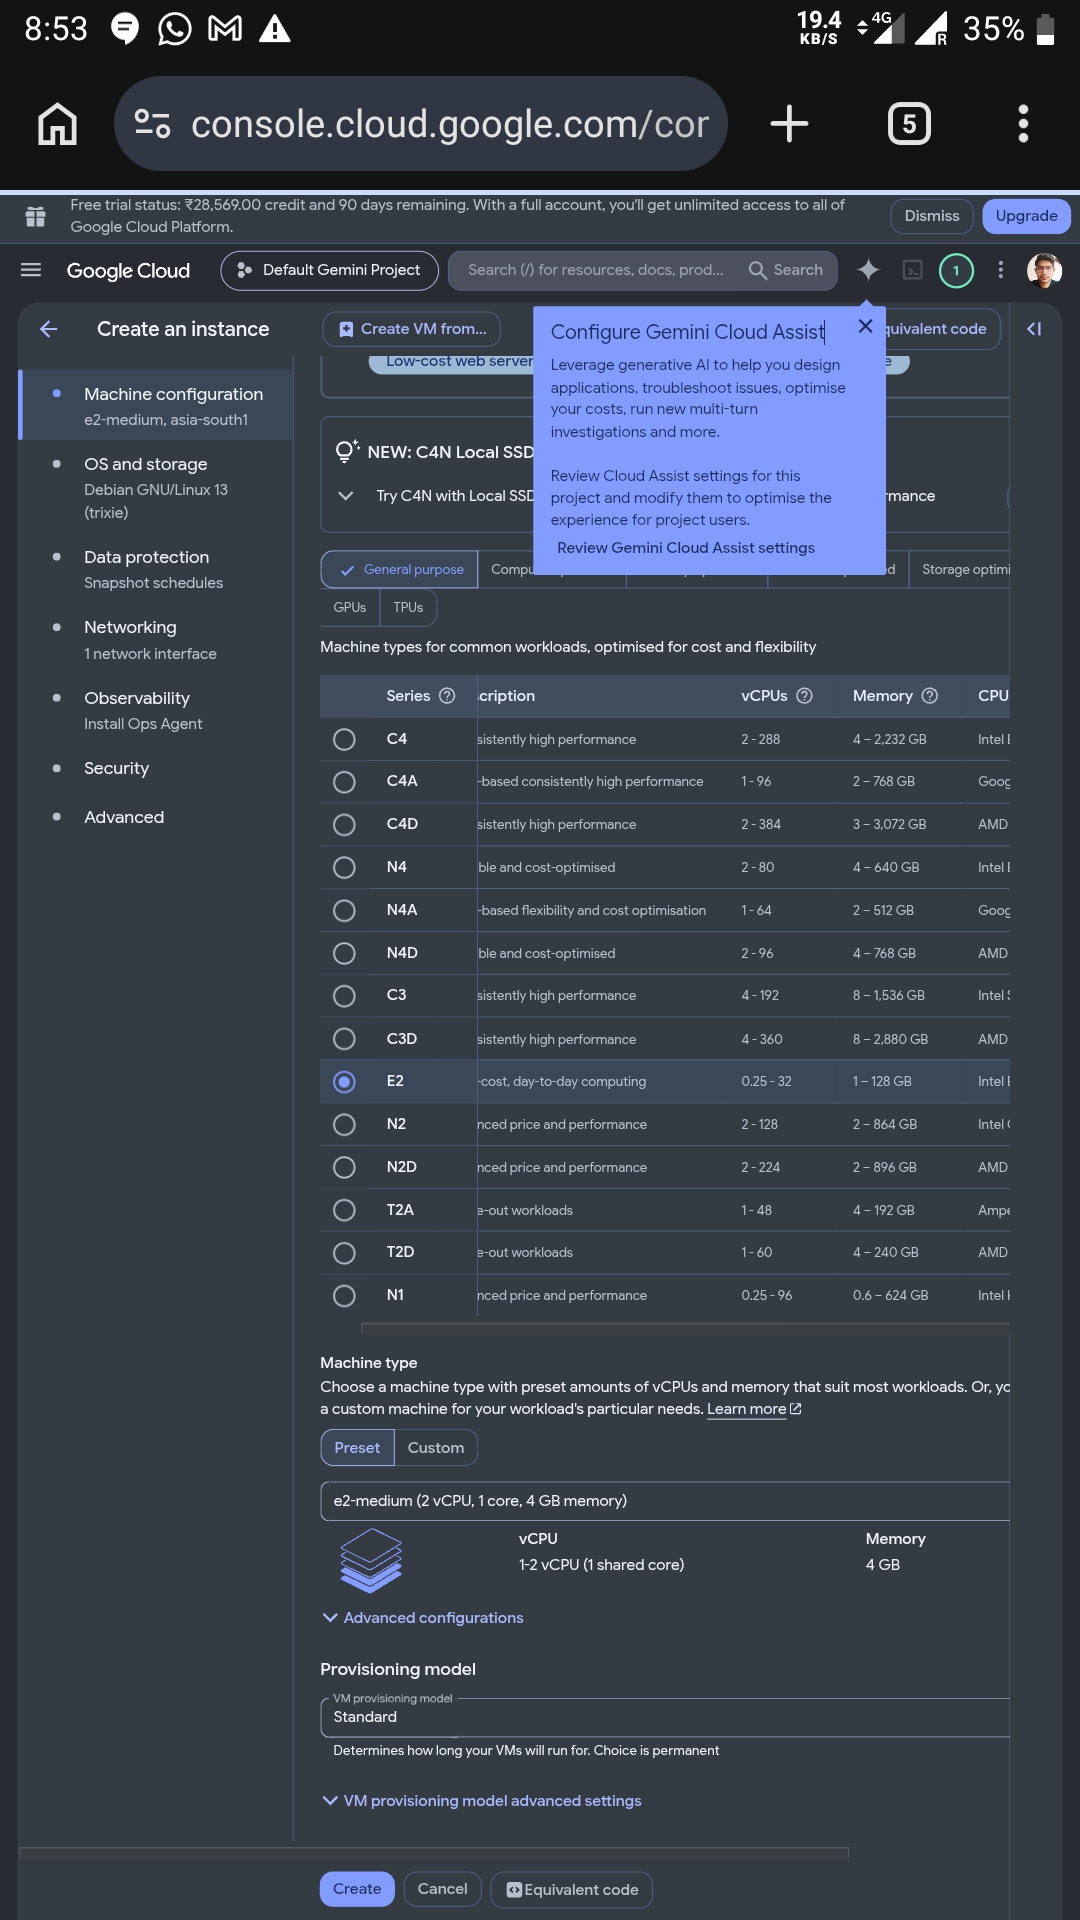 8:53
19.4 KB/S
4G
R
35%
console.cloud.google.com/cor
5
Free trial status: ₹28,569.00 credit and 90 days remaining. With a full account, you'll get unlimited access to all of
Google Cloud Platform.
Dismiss
Upgrade
Google Cloud
Default Gemini Project
Search (/) for resources, docs, prod...
Search
1
Create an instance
Create VM from...
quivalent code
Configure Gemini Cloud Assist
Leverage generative AI to help you design
applications, troubleshoot issues, optimise
your costs, run new multi-turn
investigations and more.
Review Cloud Assist settings for this
project and modify them to optimise the
experience for project users.
Review Gemini Cloud Assist settings
Machine configuration
e2-medium, asia-south1
OS and storage
Debian GNU/Linux 13
(trixie)
Data protection
Snapshot schedules
Networking
1 network interface
Observability
Install Ops Agent
Security
Advanced
Low-cost web server
NEW: C4N Local SSD
Try C4N with Local SSD
rmance
General purpose
Compu
Storage optimi
GPUs
TPUs
Machine types for common workloads, optimised for cost and flexibility
Series
cription
vCPUs
Memory
CPU
C4 sistently high performance 2 - 288 4 – 2,232 GB Intel
C4A -based consistently high performance 1 - 96 2 – 768 GB Goog
C4D sistently high performance 2 - 384 3 – 3,072 GB AMD
N4 ble and cost-optimised 2 - 80 4 – 640 GB Intel
N4A -based flexibility and cost optimisation 1 - 64 2 – 512 GB Goog
N4D ble and cost-optimised 2 - 96 4 – 768 GB AMD
C3 sistently high performance 4 - 192 8 – 1,536 GB Intel
C3D sistently high performance 4 - 360 8 – 2,880 GB AMD
E2 -cost, day-to-day computing 0.25 - 32 1 – 128 GB Intel
N2 nced price and performance 2 - 128 2 – 864 GB Intel
N2D nced price and performance 2 - 224 2 – 896 GB AMD
T2A e-out workloads 1 - 48 4 – 192 GB Ampe
T2D e-out workloads 1 - 60 4 – 240 GB AMD
N1 nced price and performance 0.25 - 96 0.6 – 624 GB Intel
Machine type
Choose a machine type with preset amounts of vCPUs and memory that suit most workloads. Or, yo
a custom machine for your workload's particular needs. Learn more
Preset
Custom
e2-medium (2 vCPU, 1 core, 4 GB memory)
vCPU
Memory
1-2 vCPU (1 shared core)
4 GB
Advanced configurations
Provisioning model
VM provisioning model
Standard
Determines how long your VMs will run for. Choice is permanent
VM provisioning model advanced settings
Create
Cancel
Equivalent code